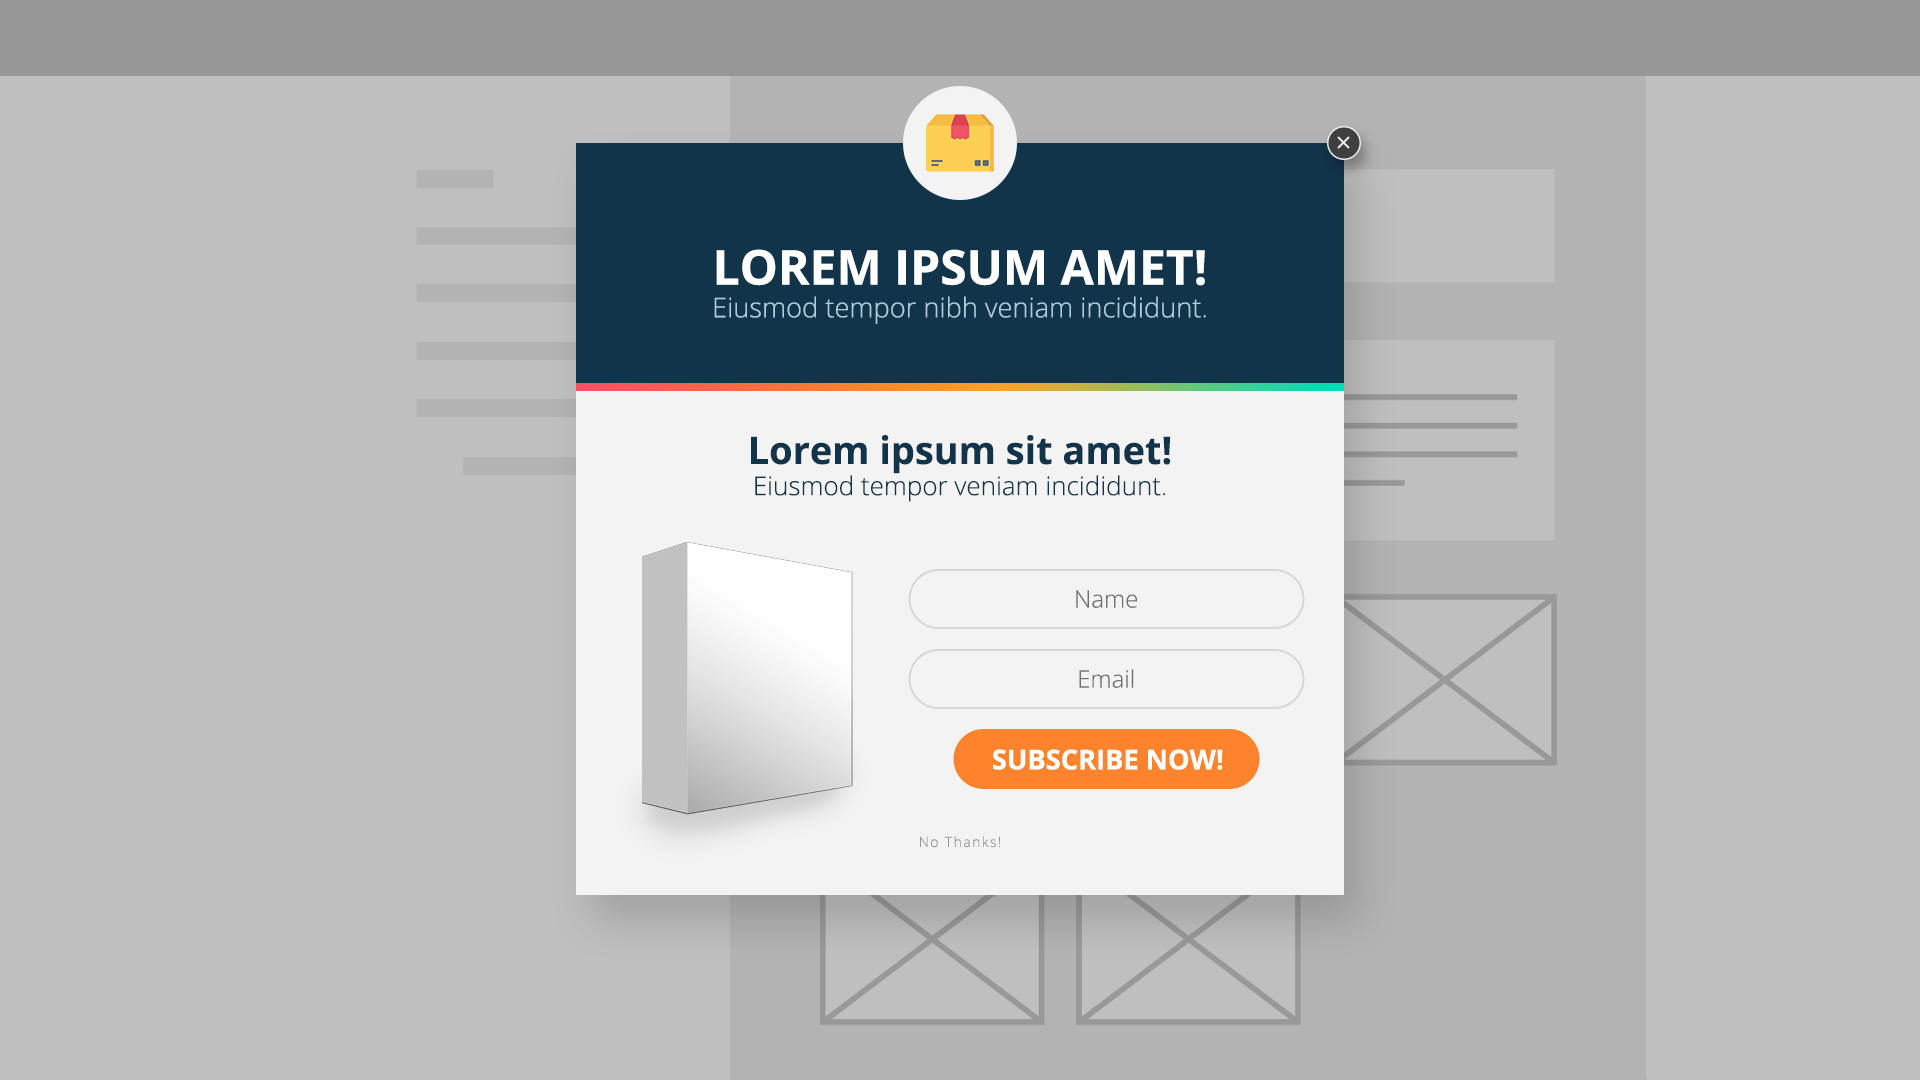 LOREM IPSUM AMET!
Eiusmod tempor nibh veniam incididunt.
Lorem ipsum sit amet!
Eiusmod tempor veniam incididunt.
Name
Email
SUBSCRIBE NOW!
No Thanks!